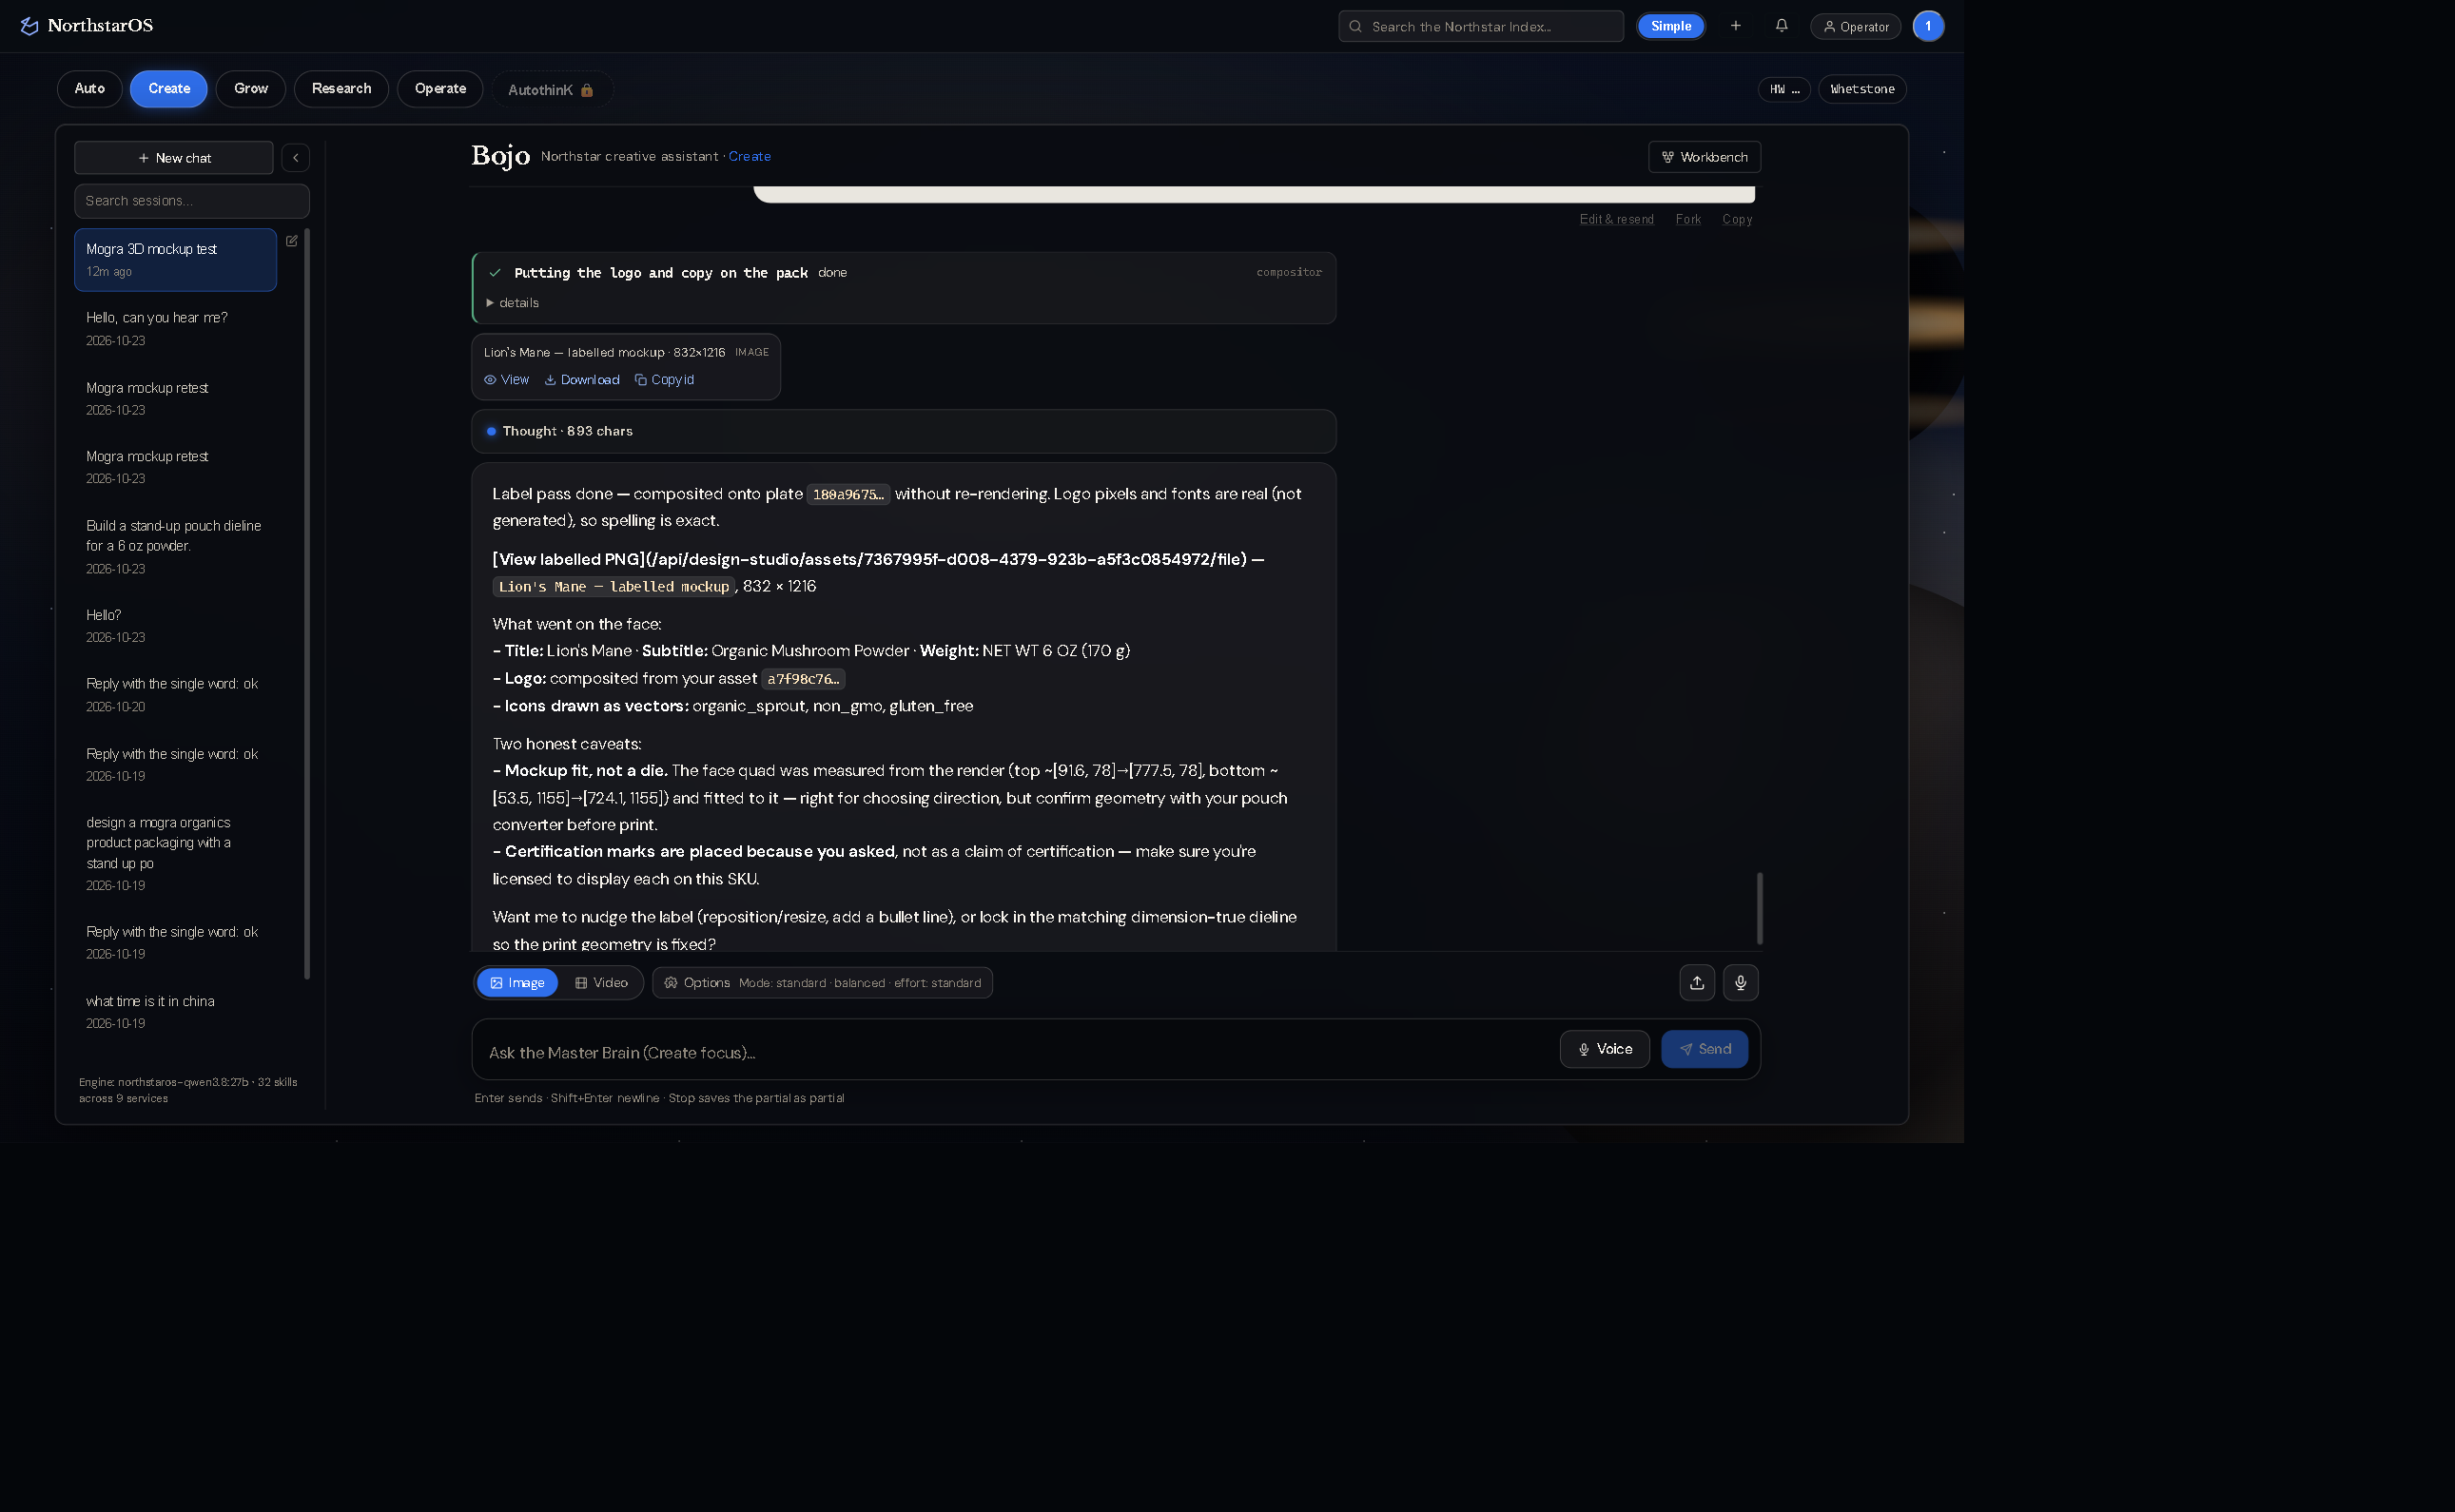 NorthstarOS
Search the Northstar Index...
Simple
Operator
1
Auto
Create
Grow
Research
Operate
AutothinK
HW …
Whetstone
New chat
Search sessions...
Mogra 3D mockup test
12m ago
Hello, can you hear me?
2026-10-23
Mogra mockup retest
2026-10-23
Mogra mockup retest
2026-10-23
Build a stand-up pouch dieline
for a 6 oz powder.
2026-10-23
Hello?
2026-10-23
Reply with the single word: ok
2026-10-20
Reply with the single word: ok
2026-10-19
design a mogra organics
product packaging with a
stand up po
2026-10-19
Reply with the single word: ok
2026-10-19
what time is it in china
2026-10-19
Engine: northstaros-qwen3.8:27b · 32 skills
across 9 services
Bojo Northstar creative assistant · Create
Workbench
Edit & resend Fork Copy
Putting the logo and copy on the pack done compositor
details
Lion's Mane — labelled mockup · 832×1216 IMAGE
View Download Copy id
Thought · 893 chars
Label pass done — composited onto plate 180a9675… without re-rendering. Logo pixels and fonts are real (not
generated), so spelling is exact.
[View labelled PNG](/api/design-studio/assets/7367995f-d008-4379-923b-a5f3c0854972/file) —
Lion's Mane — labelled mockup, 832 × 1216
What went on the face:
- Title: Lion's Mane · Subtitle: Organic Mushroom Powder · Weight: NET WT 6 OZ (170 g)
- Logo: composited from your asset a7f98c76…
- Icons drawn as vectors: organic_sprout, non_gmo, gluten_free
Two honest caveats:
- Mockup fit, not a die. The face quad was measured from the render (top ~[91.6, 78]→[777.5, 78], bottom ~
[53.5, 1155]→[724.1, 1155]) and fitted to it — right for choosing direction, but confirm geometry with your pouch
converter before print.
- Certification marks are placed because you asked, not as a claim of certification — make sure you're
licensed to display each on this SKU.
Want me to nudge the label (reposition/resize, add a bullet line), or lock in the matching dimension-true dieline
so the print geometry is fixed?
Image
Video
Options Mode: standard · balanced · effort: standard
Ask the Master Brain (Create focus)...
Voice
Send
Enter sends · Shift+Enter newline · Stop saves the partial as partial